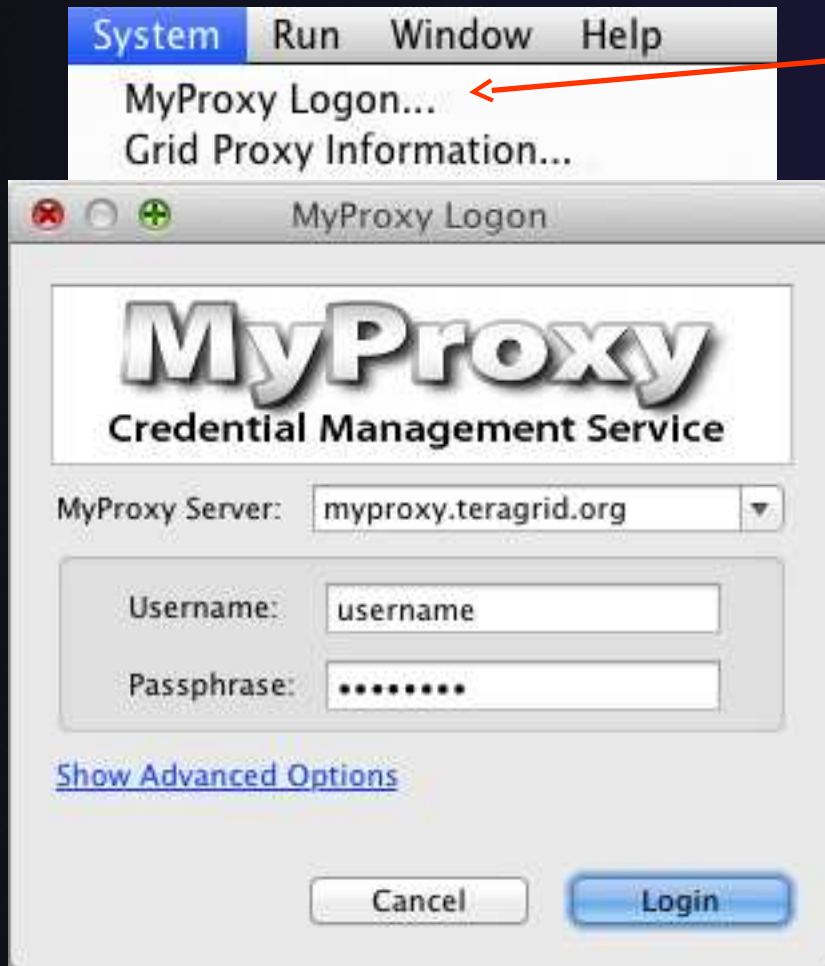 System Run Window Help
MyProxy Logon...
Grid Proxy Information...
MyProxy Logon
MyProxy
Credential Management Service
MyProxy Server: myproxy.teragrid.org
Username: username
Passphrase: ••••••••
Show Advanced Options
Cancel Login